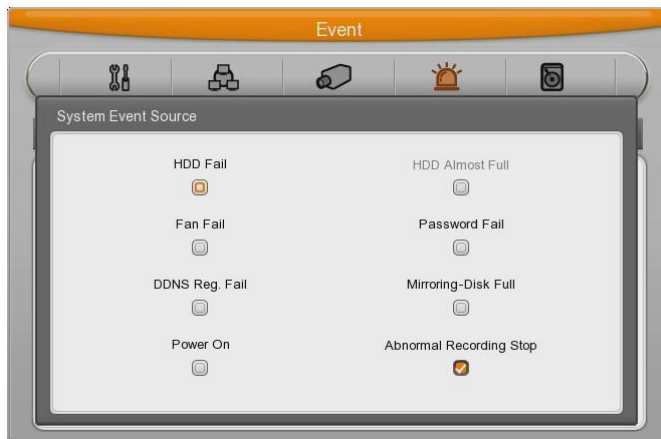 Event
System Event Source
HDD Fail
HDD Almost Full
Fan Fail
Password Fail
DDNS Reg. Fail
Mirroring-Disk Full
Power On
Abnormal Recording Stop